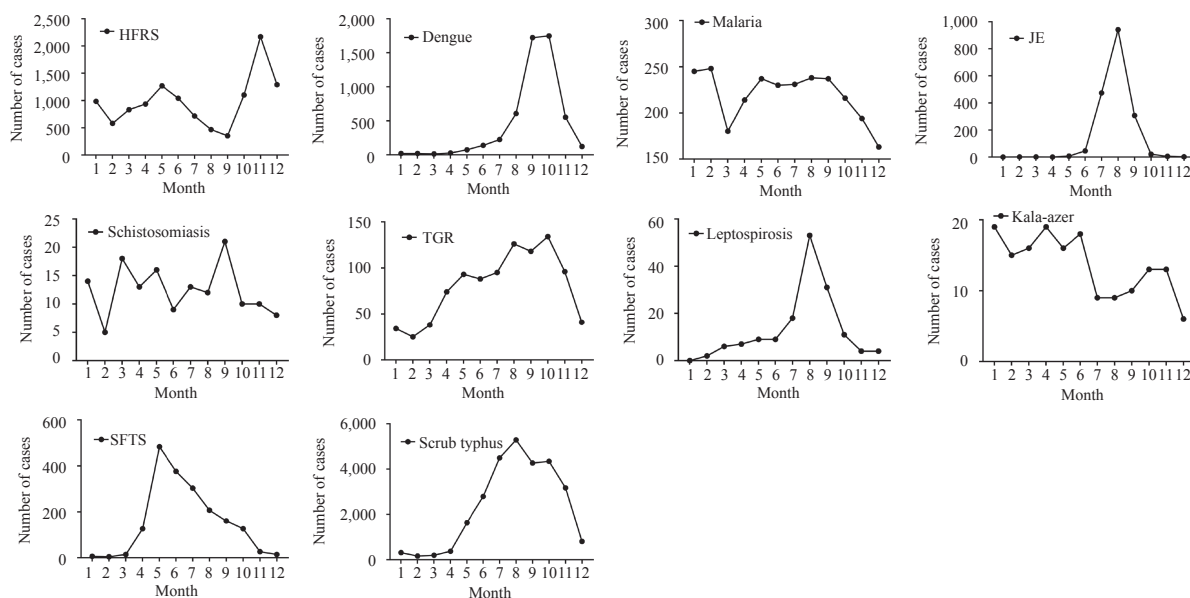 HFRS
Number of cases
2,500
2,000
1,500
1,000
500
0
1 2 3 4 5 6 7 8 9 10 11 12
Month
Dengue
Number of cases
2,000
1,500
1,000
500
0
1 2 3 4 5 6 7 8 9 10 11 12
Month
Malaria
Number of cases
300
250
200
150
1 2 3 4 5 6 7 8 9 10 11 12
Month
JE
Number of cases
1,000
800
600
400
200
0
1 2 3 4 5 6 7 8 9 10 11 12
Month
Schistosomiasis
Number of cases
25
20
15
10
5
0
1 2 3 4 5 6 7 8 9 10 11 12
Month
TGR
Number of cases
150
100
50
0
1 2 3 4 5 6 7 8 9 10 11 12
Month
Leptospirosis
Number of cases
60
40
20
0
1 2 3 4 5 6 7 8 9 10 11 12
Month
Kala-azer
Number of cases
20
10
0
1 2 3 4 5 6 7 8 9 10 11 12
Month
SFTS
Number of cases
600
400
200
0
1 2 3 4 5 6 7 8 9 10 11 12
Month
Scrub typhus
Number of cases
6,000
4,000
2,000
0
1 2 3 4 5 6 7 8 9 10 11 12
Month